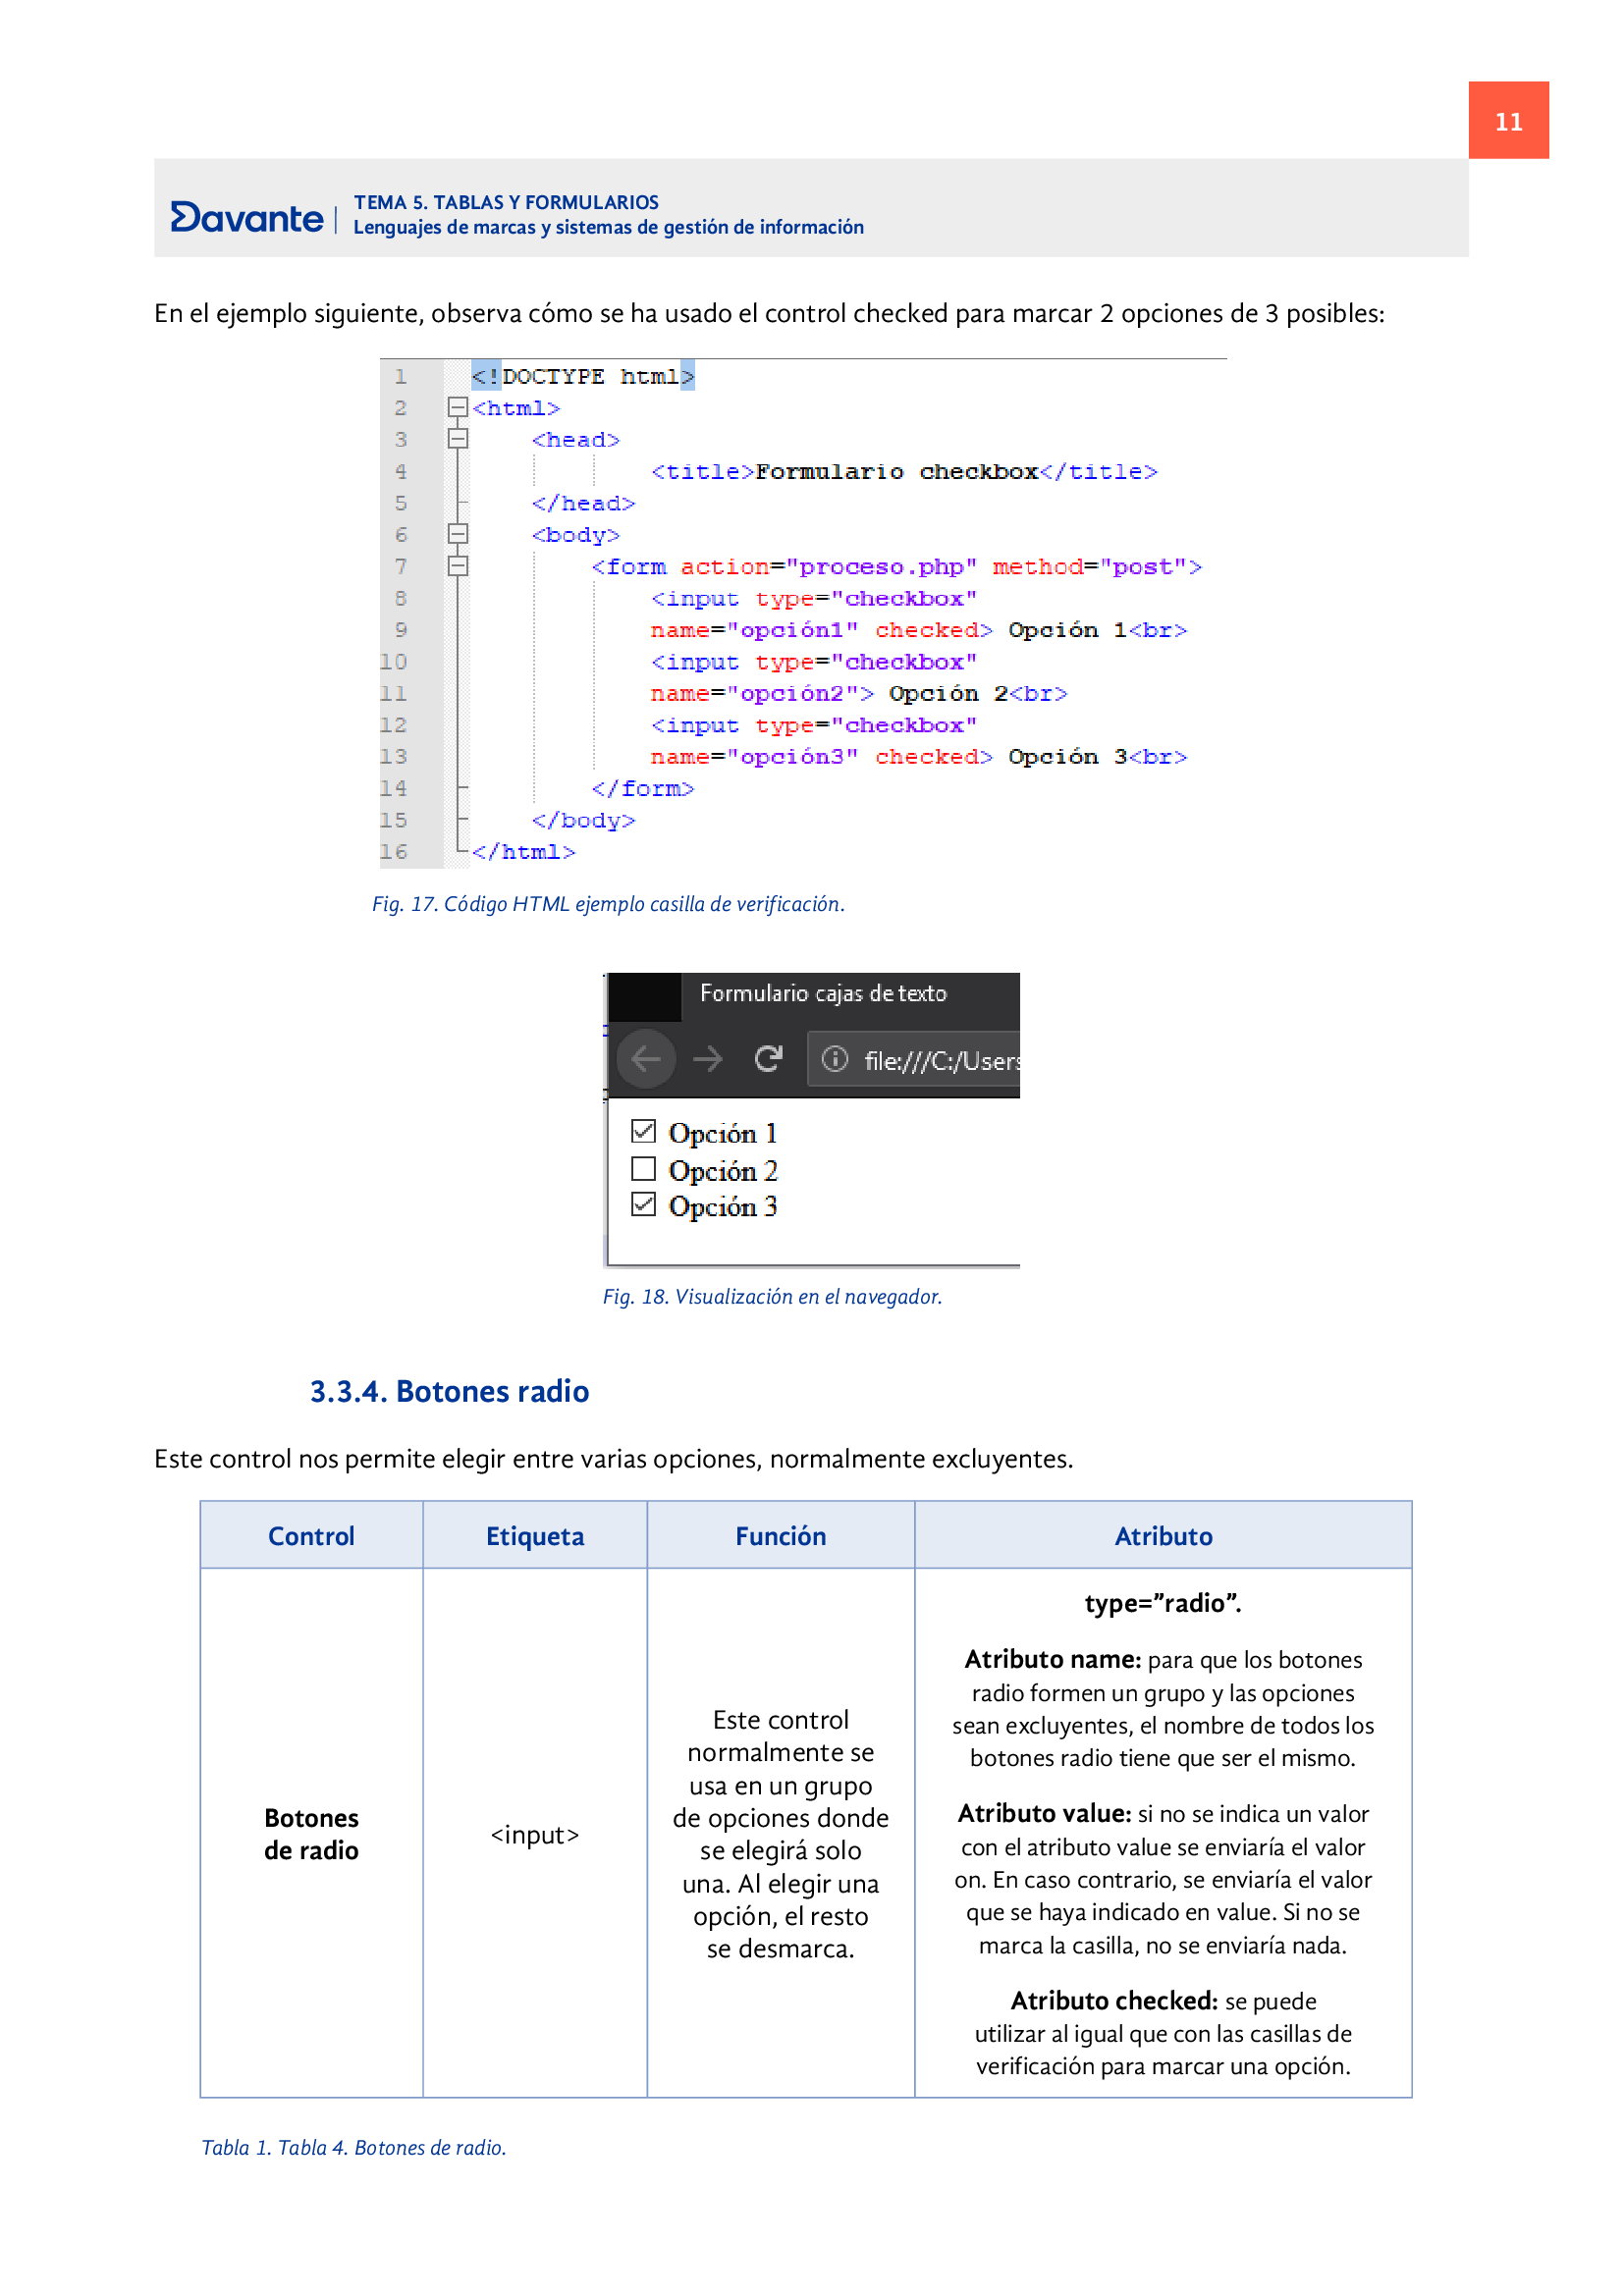 11
Davante
TEMA 5. TABLAS Y FORMULARIOS
Lenguajes de marcas y sistemas de gestión de información
En el ejemplo siguiente, observa cómo se ha usado el control checked para marcar 2 opciones de 3 posibles:
1 <!DOCTYPE html>
2 <html>
3 <head>
4 <title>Formulario checkbox</title>
5 </head>
6 <body>
7 <form action="proceso.php" method="post">
8 <input type="checkbox"
9 name="opción1" checked> Opción 1<br>
10 <input type="checkbox"
11 name="opción2"> Opción 2<br>
12 <input type="checkbox"
13 name="opción3" checked> Opción 3<br>
14 </form>
15 </body>
16 </html>
Fig. 17. Código HTML ejemplo casilla de verificación.
Formulario cajas de texto
file:///C:/Users
Opción 1
Opción 2
Opción 3
Fig. 18. Visualización en el navegador.
3.3.4. Botones radio
Este control nos permite elegir entre varias opciones, normalmente excluyentes.
Control Etiqueta Función Atributo
Botones
de radio
<input>
Este control
normalmente se
usa en un grupo
de opciones donde
se elegirá solo
una. Al elegir una
opción, el resto
se desmarca.
type=”radio”.
Atributo name: para que los botones
radio formen un grupo y las opciones
sean excluyentes, el nombre de todos los
botones radio tiene que ser el mismo.
Atributo value: si no se indica un valor
con el atributo value se enviaría el valor
on. En caso contrario, se enviaría el valor
que se haya indicado en value. Si no se
marca la casilla, no se enviaría nada.
Atributo checked: se puede
utilizar al igual que con las casillas de
verificación para marcar una opción.
Tabla 1. Tabla 4. Botones de radio.